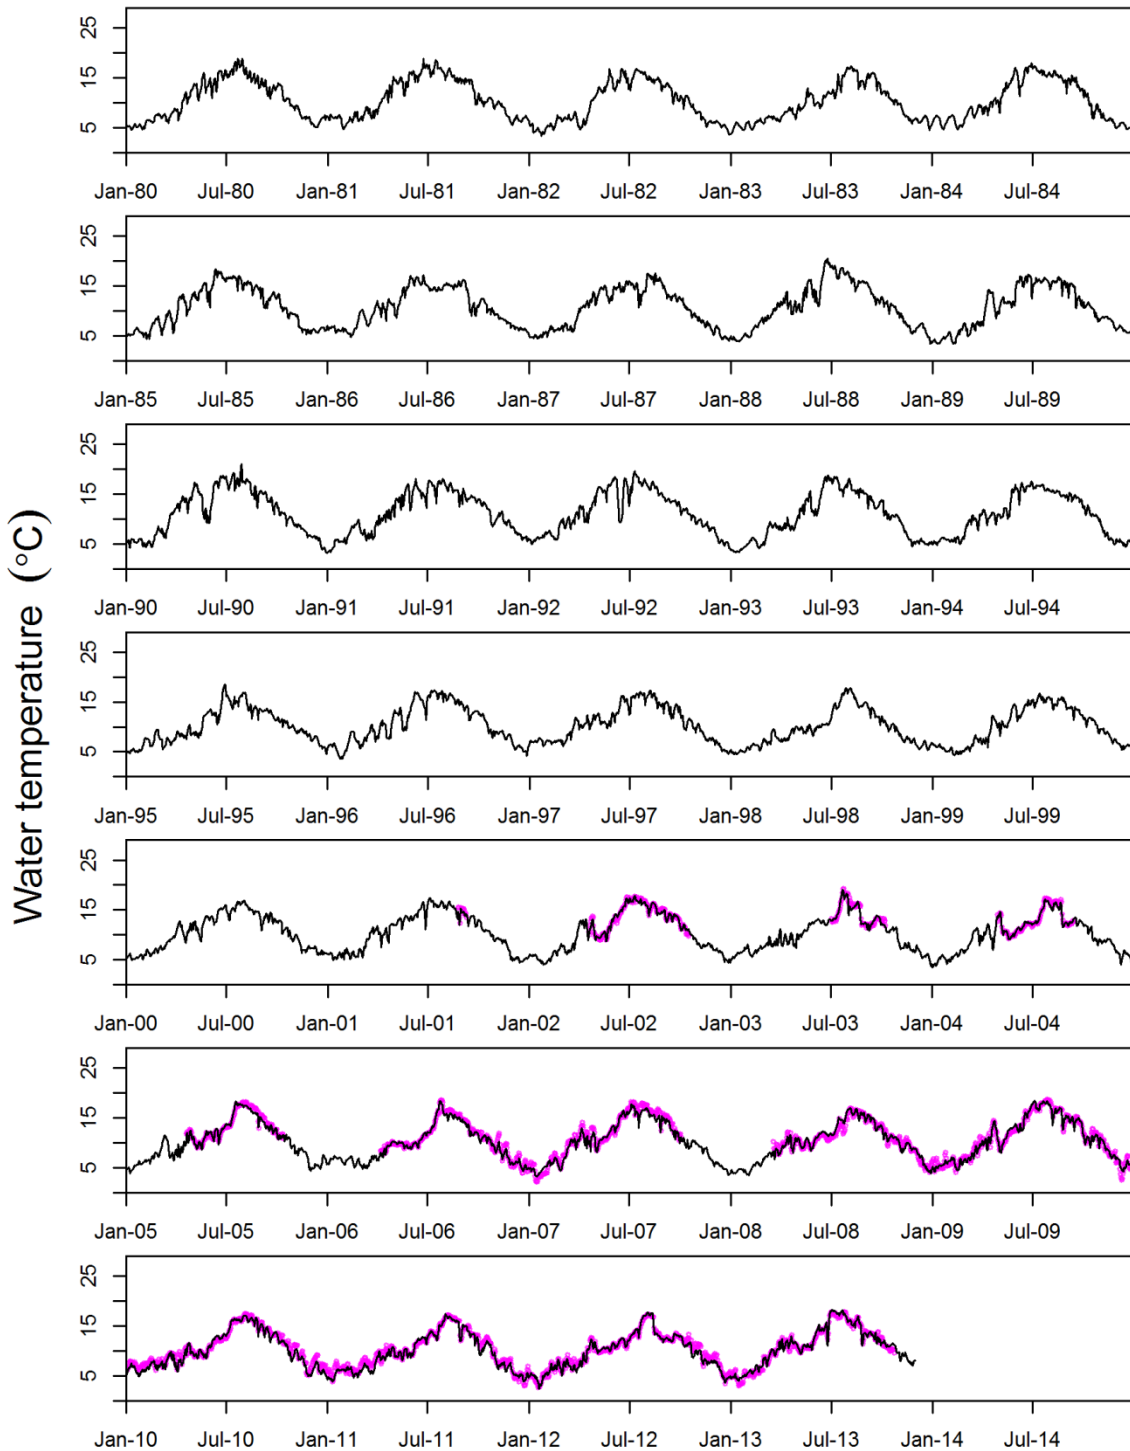 25
15
5
Jan-80 Jul-80 Jan-81 Jul-81 Jan-82 Jul-82 Jan-83 Jul-83 Jan-84 Jul-84
25
15
5
Jan-85 Jul-85 Jan-86 Jul-86 Jan-87 Jul-87 Jan-88 Jul-88 Jan-89 Jul-89
25
15
5
Jan-90 Jul-90 Jan-91 Jul-91 Jan-92 Jul-92 Jan-93 Jul-93 Jan-94 Jul-94
Water temperature (°C)
25
15
5
Jan-95 Jul-95 Jan-96 Jul-96 Jan-97 Jul-97 Jan-98 Jul-98 Jan-99 Jul-99
25
15
5
Jan-00 Jul-00 Jan-01 Jul-01 Jan-02 Jul-02 Jan-03 Jul-03 Jan-04 Jul-04
25
15
5
Jan-05 Jul-05 Jan-06 Jul-06 Jan-07 Jul-07 Jan-08 Jul-08 Jan-09 Jul-09
25
15
5
Jan-10 Jul-10 Jan-11 Jul-11 Jan-12 Jul-12 Jan-13 Jul-13 Jan-14 Jul-14